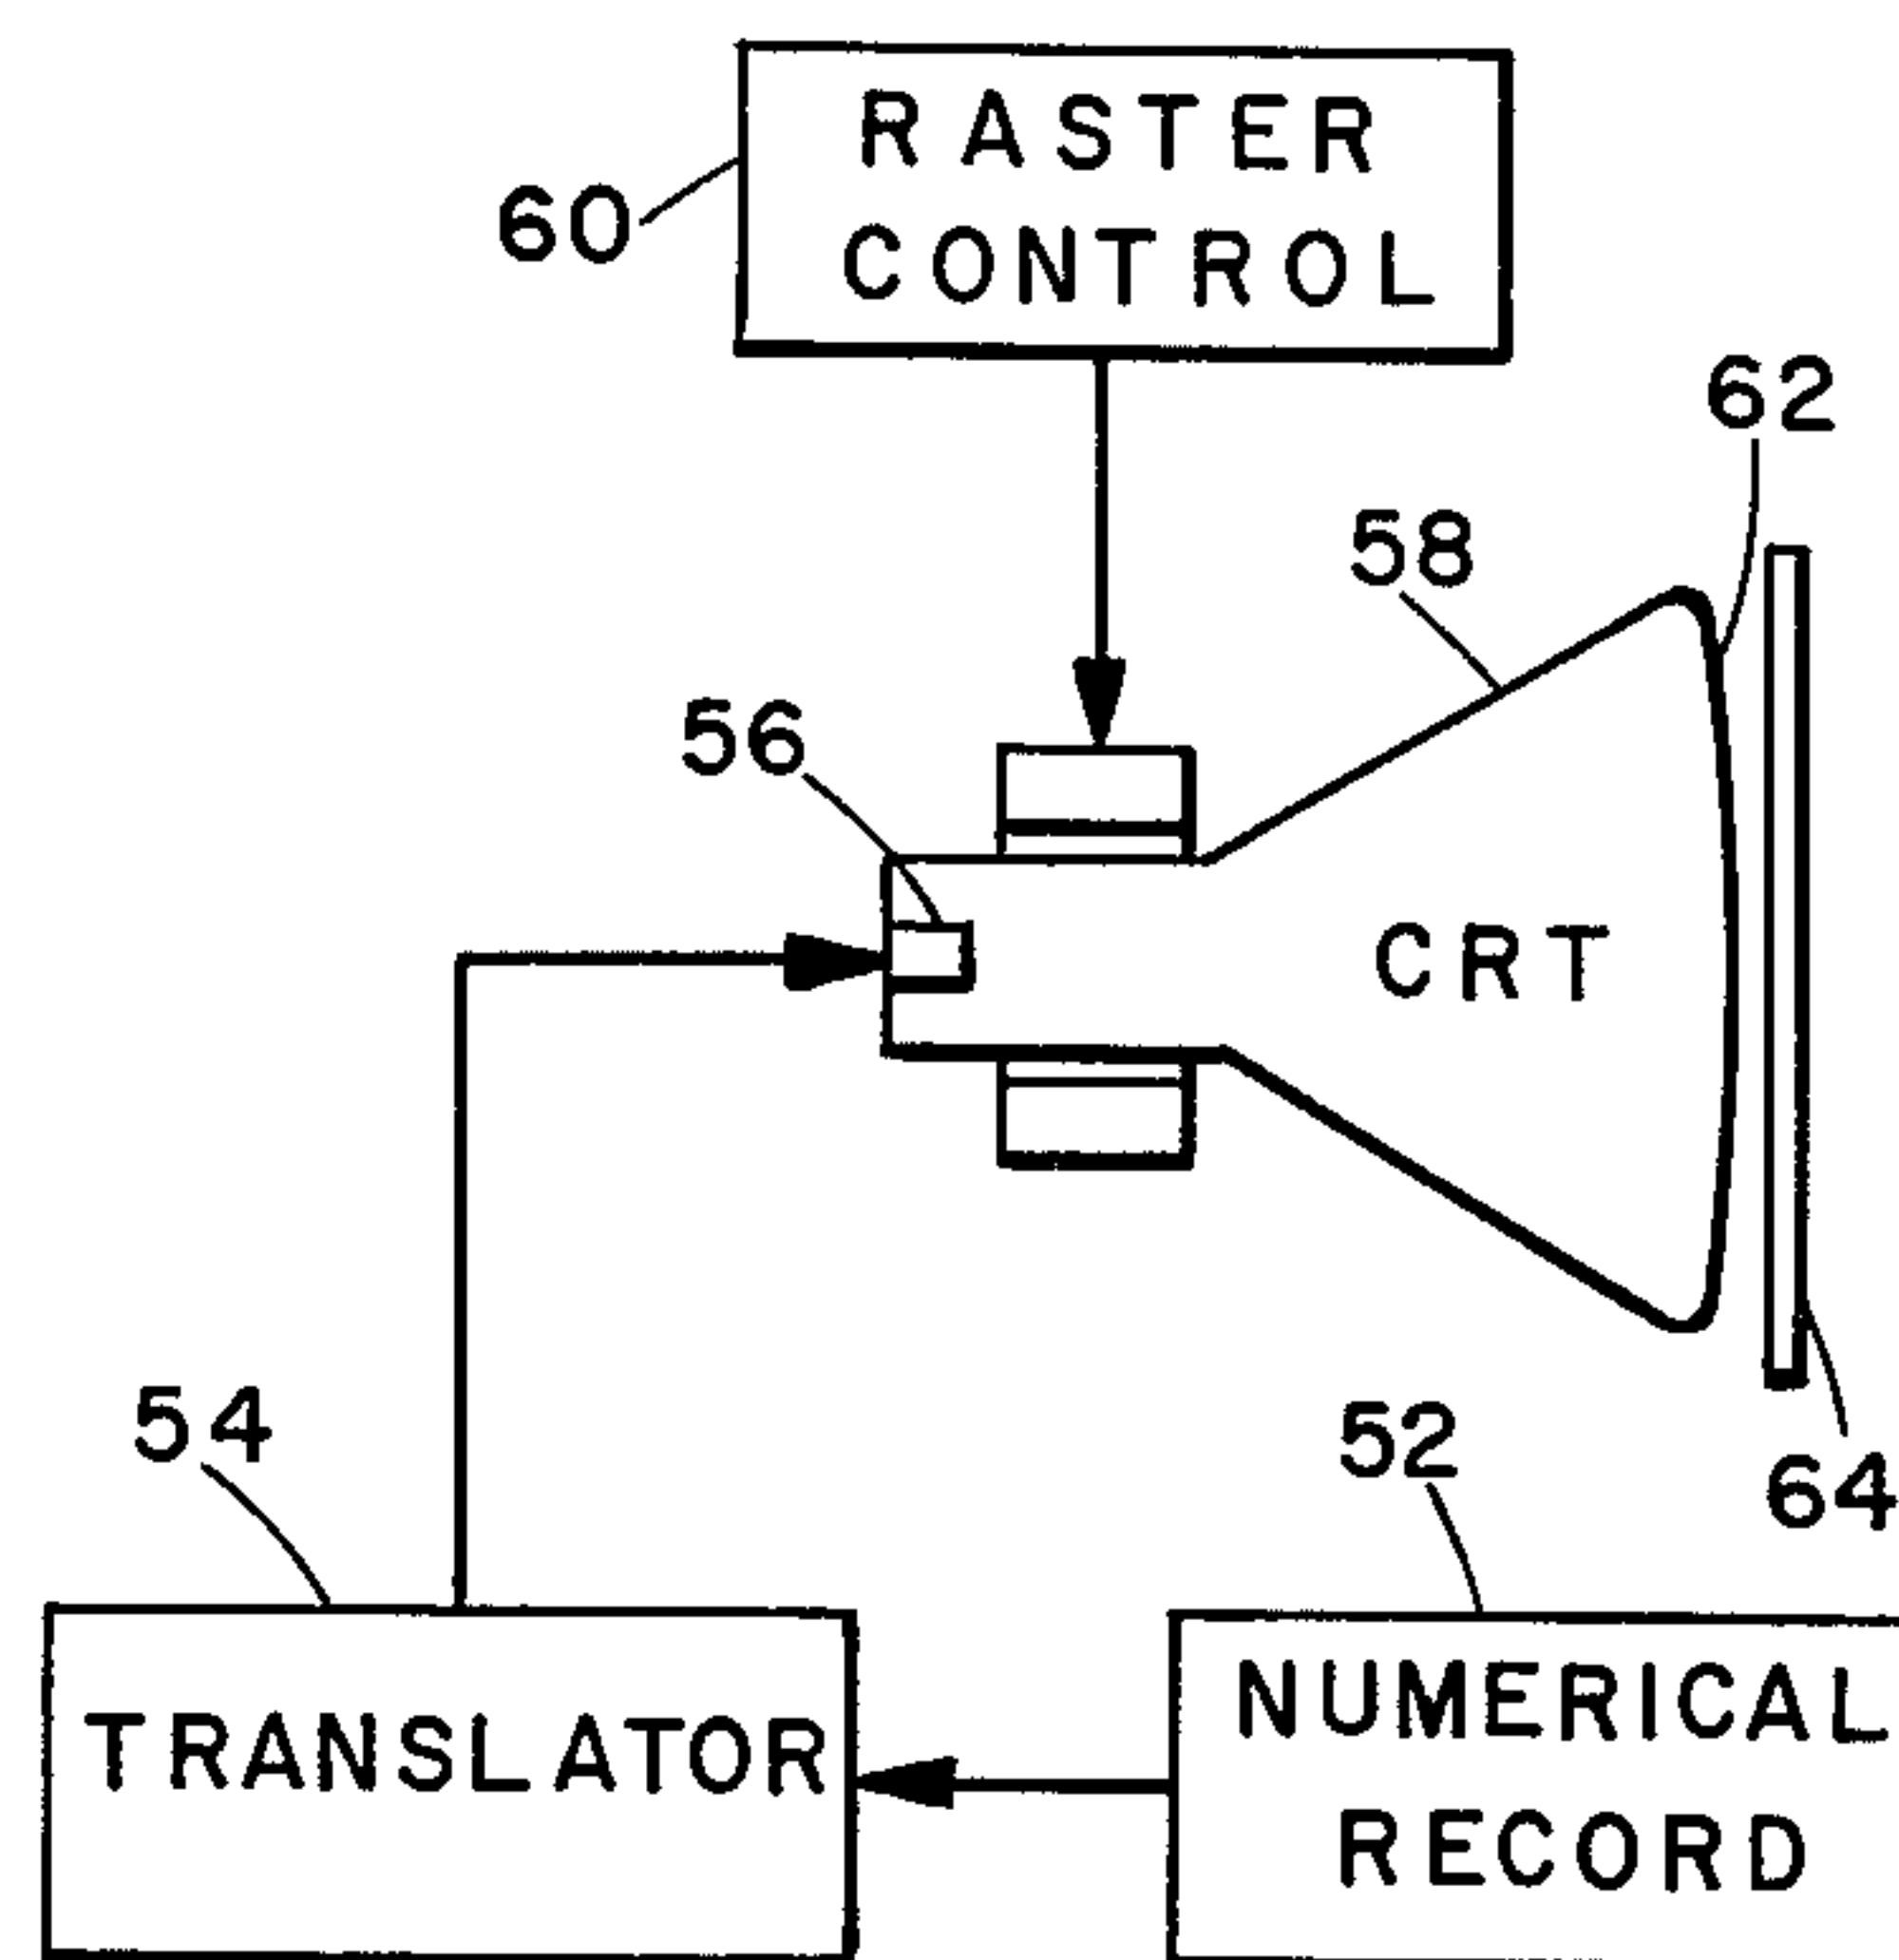 RASTER
CONTROL
60
62
58
56
CRT
54
52
64
TRANSLATOR
NUMERICAL
RECORD